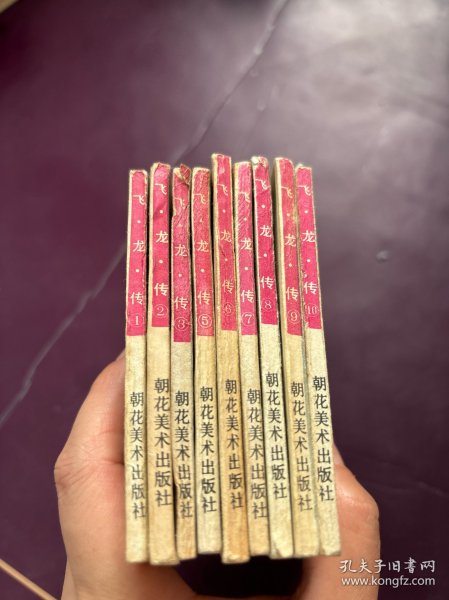 飞·龙·传 ① 朝花美术出版社
飞·龙·传 ② 朝花美术出版社
飞·龙·传 ③ 朝花美术出版社
飞·龙·传 ⑤ 朝花美术出版社
飞·龙·传 ⑥ 朝花美术出版社
飞·龙·传 ⑦ 朝花美术出版社
飞·龙·传 ⑧ 朝花美术出版社
飞·龙·传 ⑨ 朝花美术出版社
飞·龙·传 ⑩ 朝花美术出版社
孔夫子旧书网
www.kongfz.com